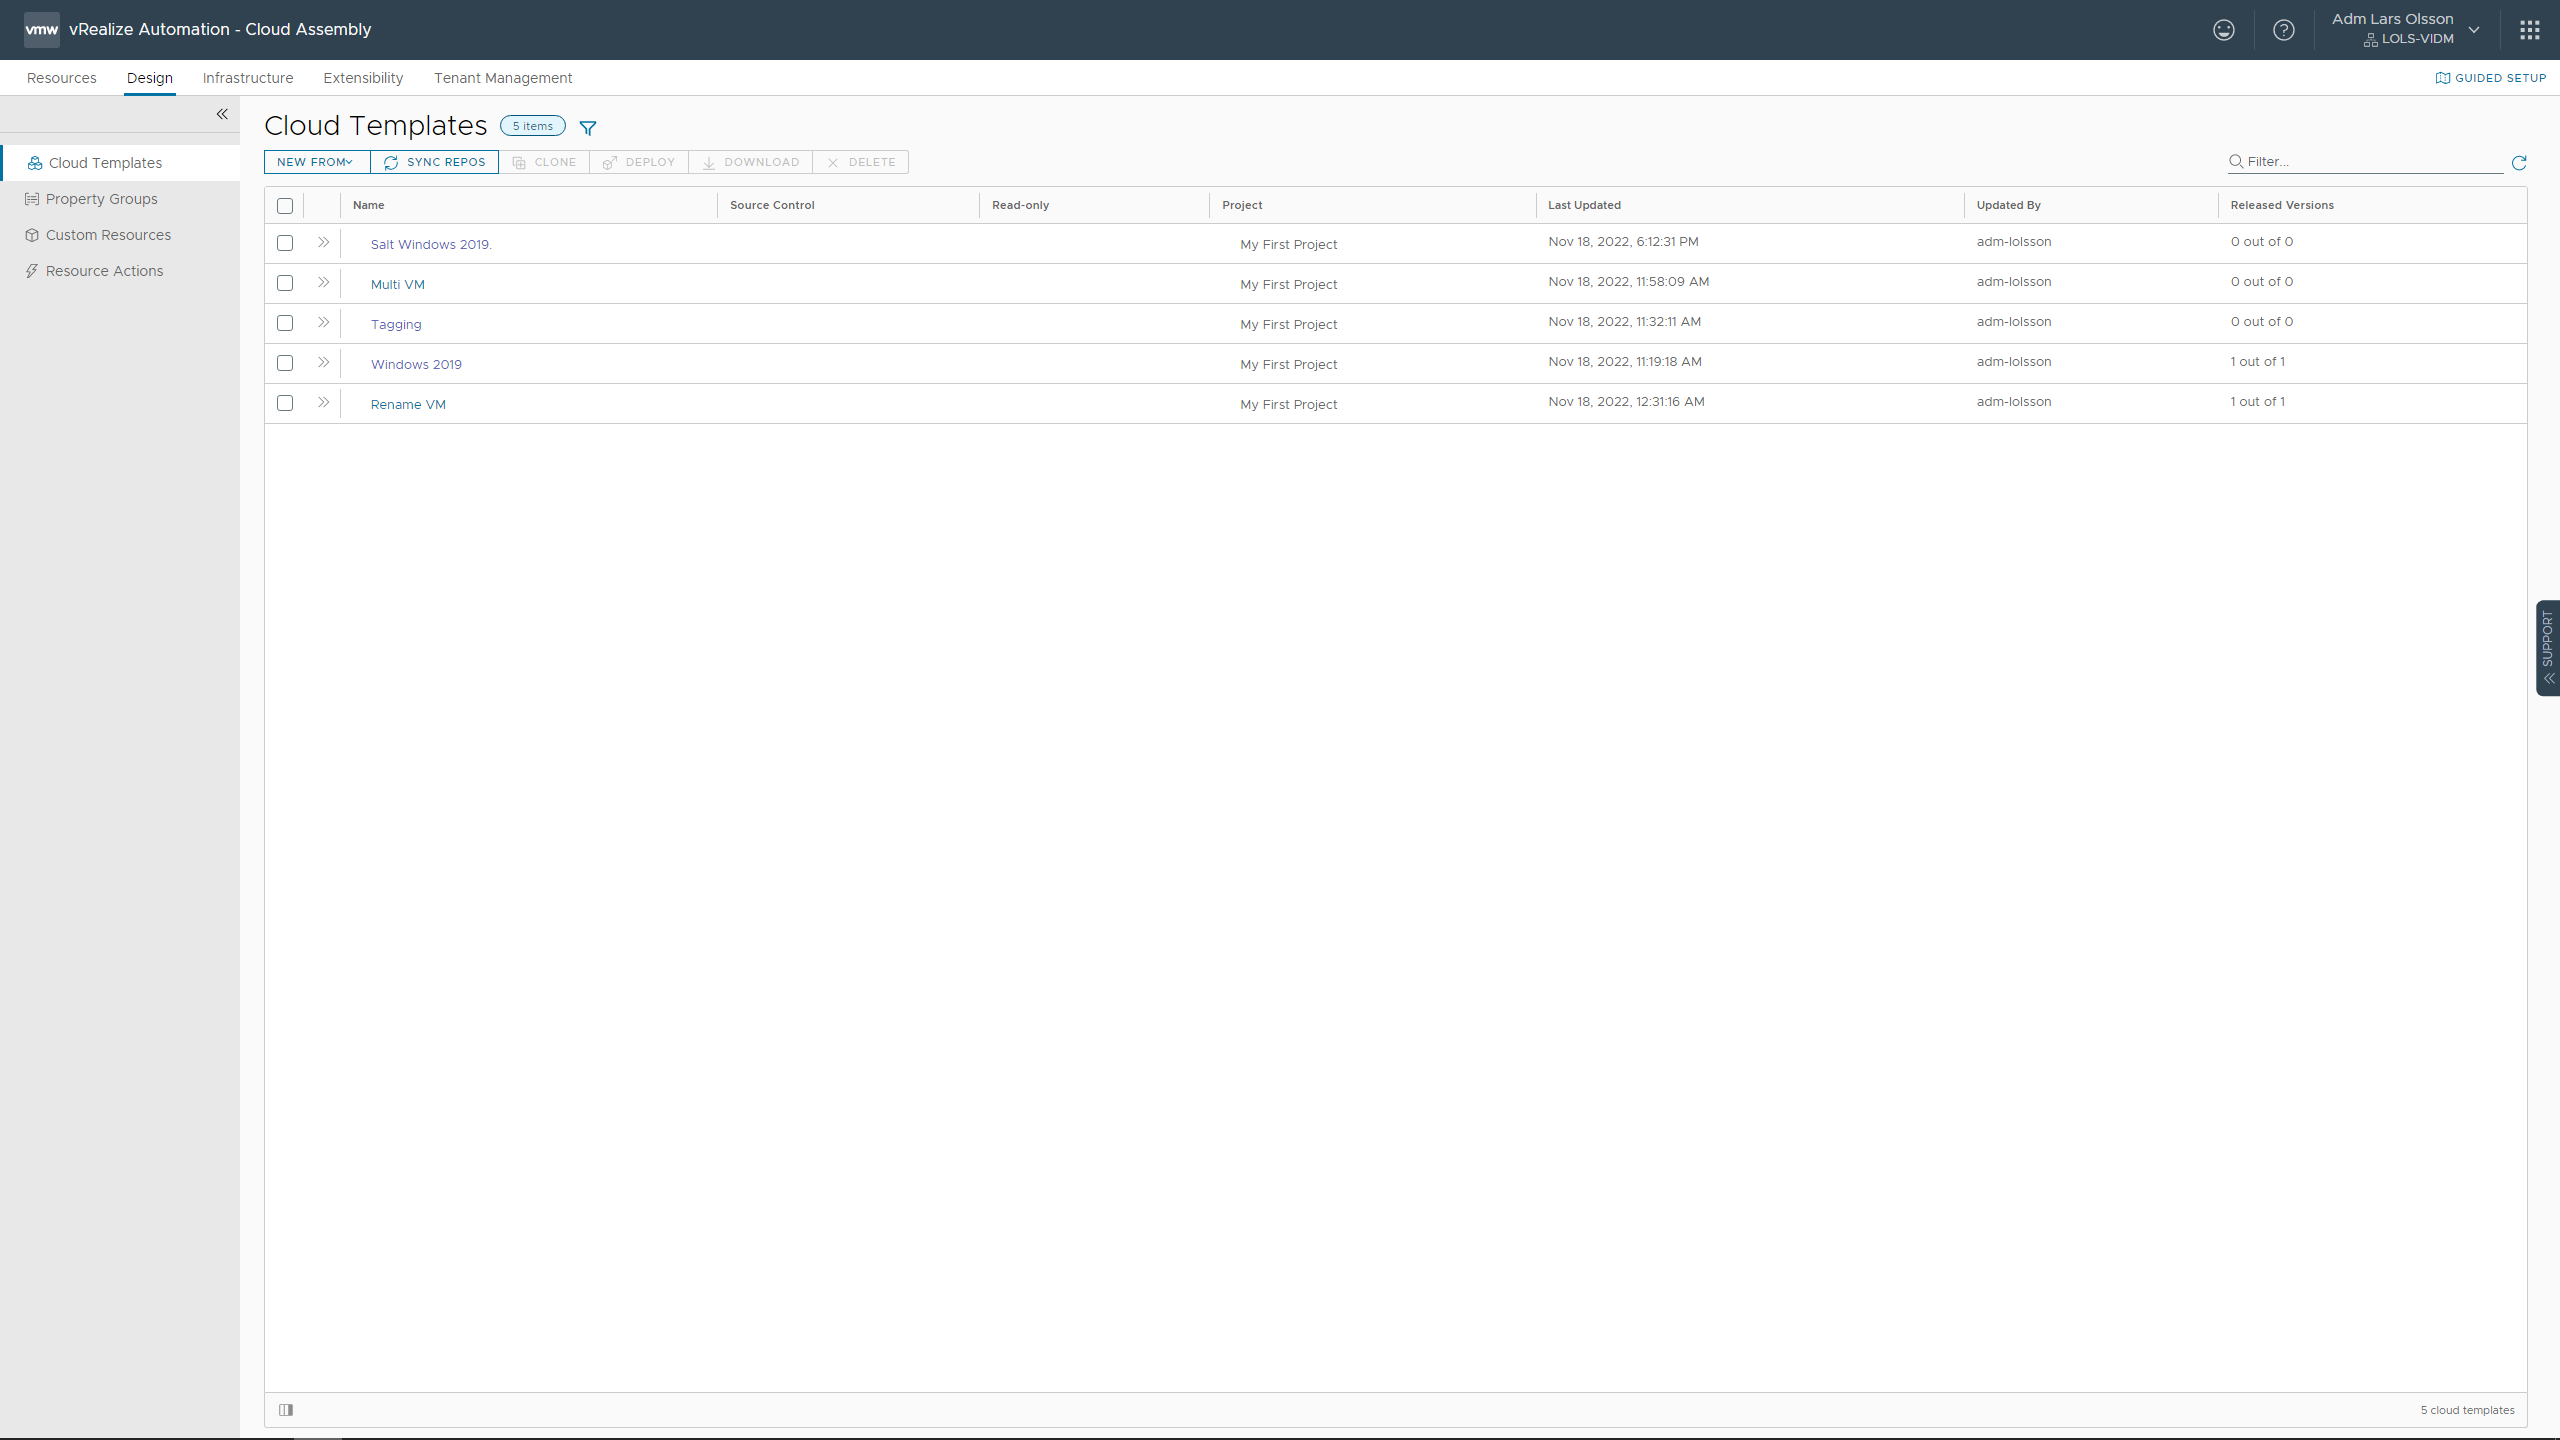 vmw vRealize Automation - Cloud Assembly
Adm Lars Olsson
LOLS-VIDM
Resources Design Infrastructure Extensibility Tenant Management
GUIDED SETUP
Cloud Templates
Property Groups
Custom Resources
Resource Actions
Cloud Templates 5 items
NEW FROM SYNC REPOS CLONE DEPLOY DOWNLOAD DELETE
Filter...
Name Source Control Read-only Project Last Updated Updated By Released Versions
Salt Windows 2019. My First Project Nov 18, 2022, 6:12:31 PM adm-lolsson 0 out of 0
Multi VM My First Project Nov 18, 2022, 11:58:09 AM adm-lolsson 0 out of 0
Tagging My First Project Nov 18, 2022, 11:32:11 AM adm-lolsson 0 out of 0
Windows 2019 My First Project Nov 18, 2022, 11:19:18 AM adm-lolsson 1 out of 1
Rename VM My First Project Nov 18, 2022, 12:31:16 AM adm-lolsson 1 out of 1
SUPPORT
5 cloud templates